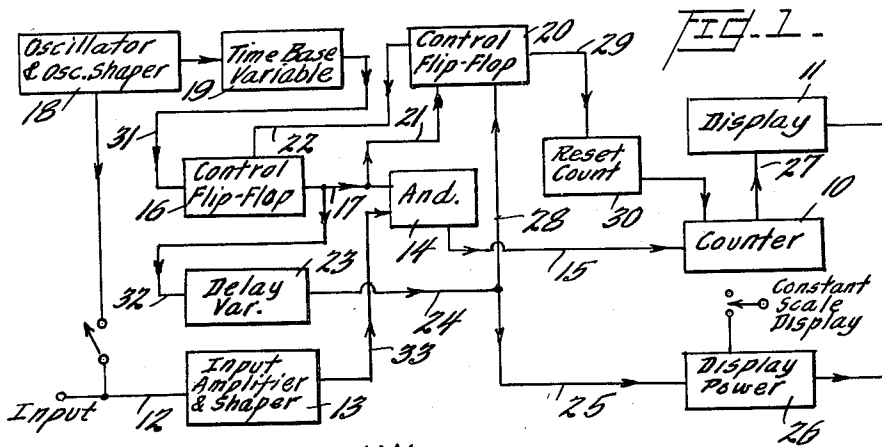 FIG. 1.
Oscillator
& Osc. Shaper
18
Time Base
Variable
19
Control
Flip-Flop
20
29
11
Display
31
22
21
27
Reset
Count
30
Control
Flip-Flop
16
17
And.
14
28
10
Counter
15
23
Delay
Var.
32
24
Constant
Scale
Display
33
Input
Amplifier
& Shaper
13
Input
12
25
Display
Power
26